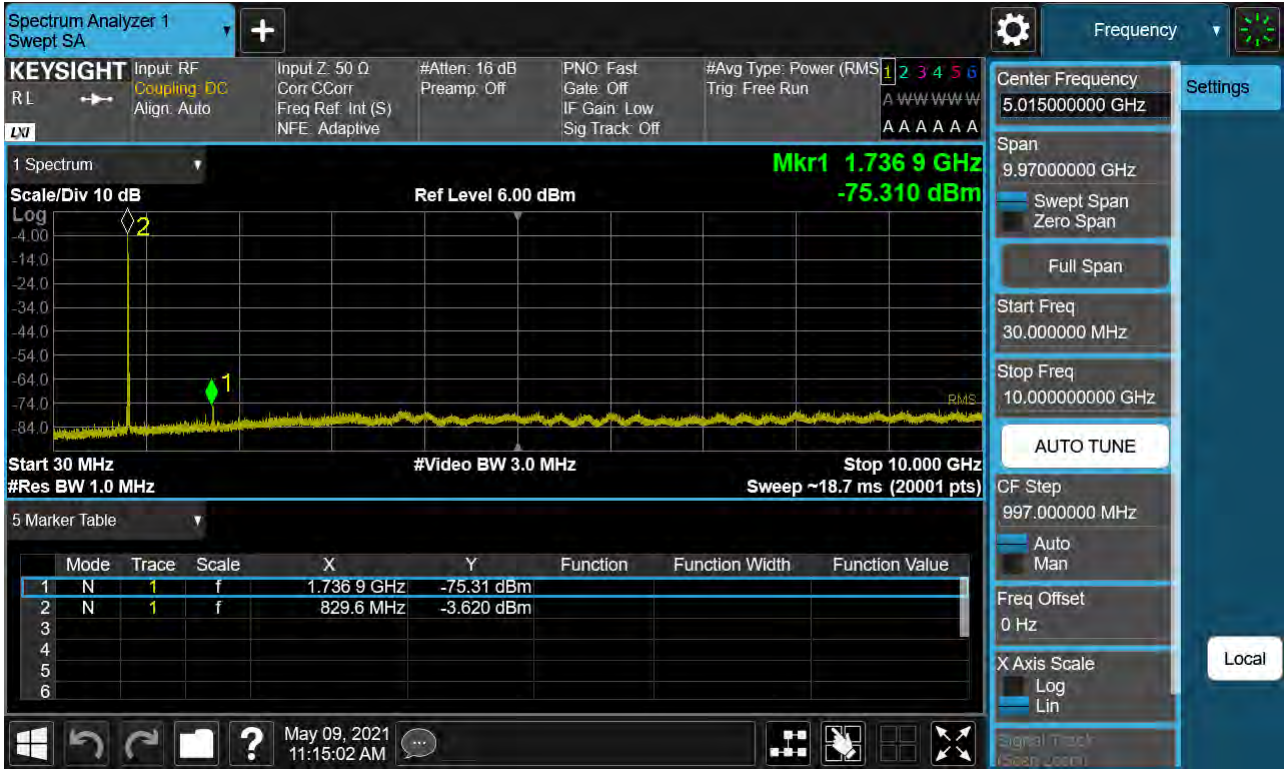 Spectrum Analyzer 1
Swept SA
+
Frequency
KEYSIGHT
R L
LXI
Input: RF
Coupling: DC
Align: Auto
Input Z: 50 Ω
Corr CCorr
Freq Ref: Int (S)
NFE: Adaptive
#Atten: 16 dB
Preamp: Off
PNO: Fast
Gate: Off
IF Gain: Low
Sig Track: Off
#Avg Type: Power (RMS
Trig: Free Run
1 2 3 4 5 6
A W W W W W
A A A A A A
1 Spectrum
Scale/Div 10 dB
Ref Level 6.00 dBm
Mkr1 1.736 9 GHz
-75.310 dBm
Log
-4.00
-14.0
-24.0
-34.0
-44.0
-54.0
-64.0
-74.0
-84.0
2
1
RMS
Start 30 MHz
#Video BW 3.0 MHz
Stop 10.000 GHz
#Res BW 1.0 MHz
Sweep ~18.7 ms (20001 pts)
5 Marker Table
Mode Trace Scale X Y Function Function Width Function Value
1 N 1 f 1.736 9 GHz -75.31 dBm
2 N 1 f 829.6 MHz -3.620 dBm
3
4
5
6
May 09, 2021
11:15:02 AM
?
Center Frequency
5.015000000 GHz
Settings
Span
9.97000000 GHz
Swept Span
Zero Span
Full Span
Start Freq
30.000000 MHz
Stop Freq
10.000000000 GHz
AUTO TUNE
CF Step
997.000000 MHz
Auto
Man
Freq Offset
0 Hz
X Axis Scale
Log
Lin
Local
Signal Track
(Span Zoom)